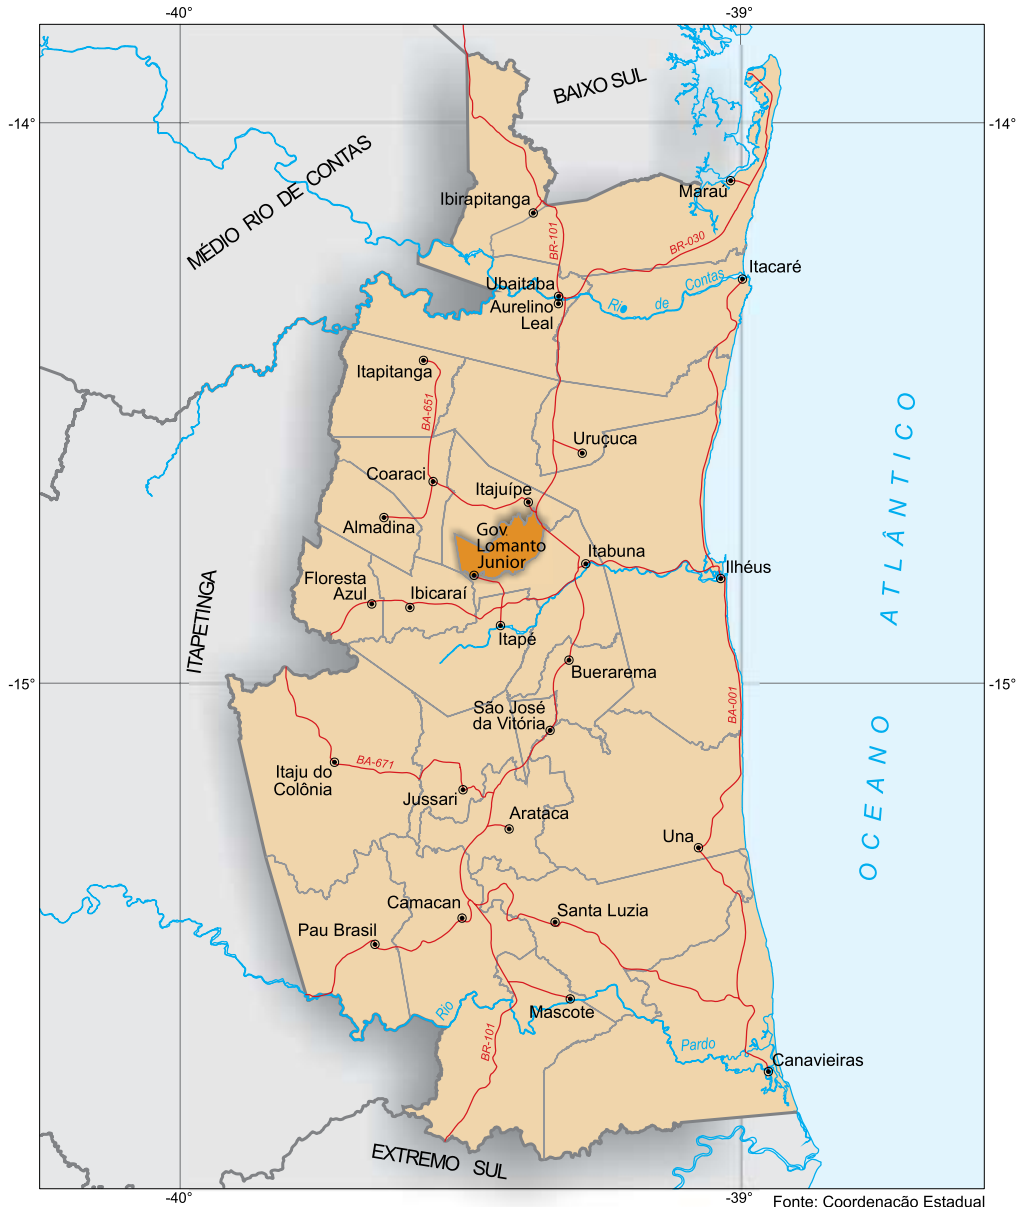 -40°
-39°
BAIXO SUL
-14°
-14°
MÉDIO RIO DE CONTAS
Maraú
Ibirapitanga
BR-101
BR-030
Itacaré
Ubaitaba
Contas
de
Rio
Aurelino
Leal
Itapitanga
BA-651
Uruçuca
Coaraci
Itajuípe
Almadina
Gov
Lomanto
Junior
Itabuna
Ilhéus
Floresta
Azul
Ibicaraí
Itapé
ITAPETINGA
OCEANO ATLÂNTICO
Buerarema
-15°
-15°
BA-001
São José
da Vitória
BA-671
Itaju do
Colônia
Jussari
Arataca
Una
Camacan
Santa Luzia
Pau Brasil
Rio
Mascote
BR-101
Pardo
Canavieiras
EXTREMO SUL
-40°
-39°
Fonte: Coordenacão Estadual